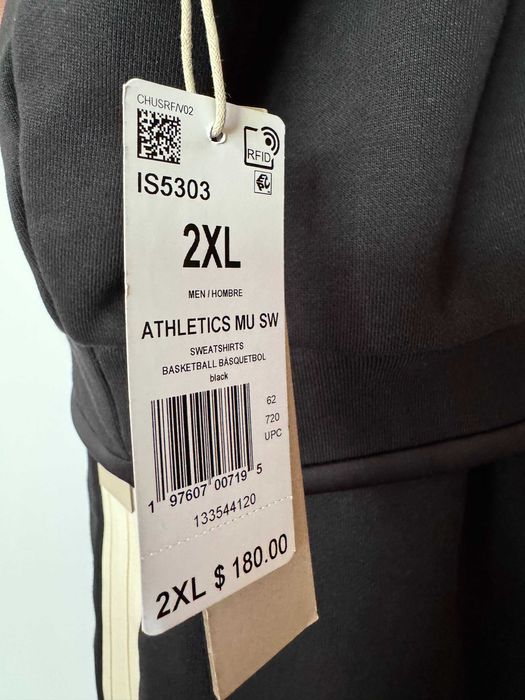 CHUSRF/V02
RFID
IS5303
2XL
MEN / HOMBRE
ATHLETICS MU SW
SWEATSHIRTS
BASKETBALL BÁSQUETBOL
black
62
720
UPC
1 97607 00719 5
133544120
2XL $ 180.00